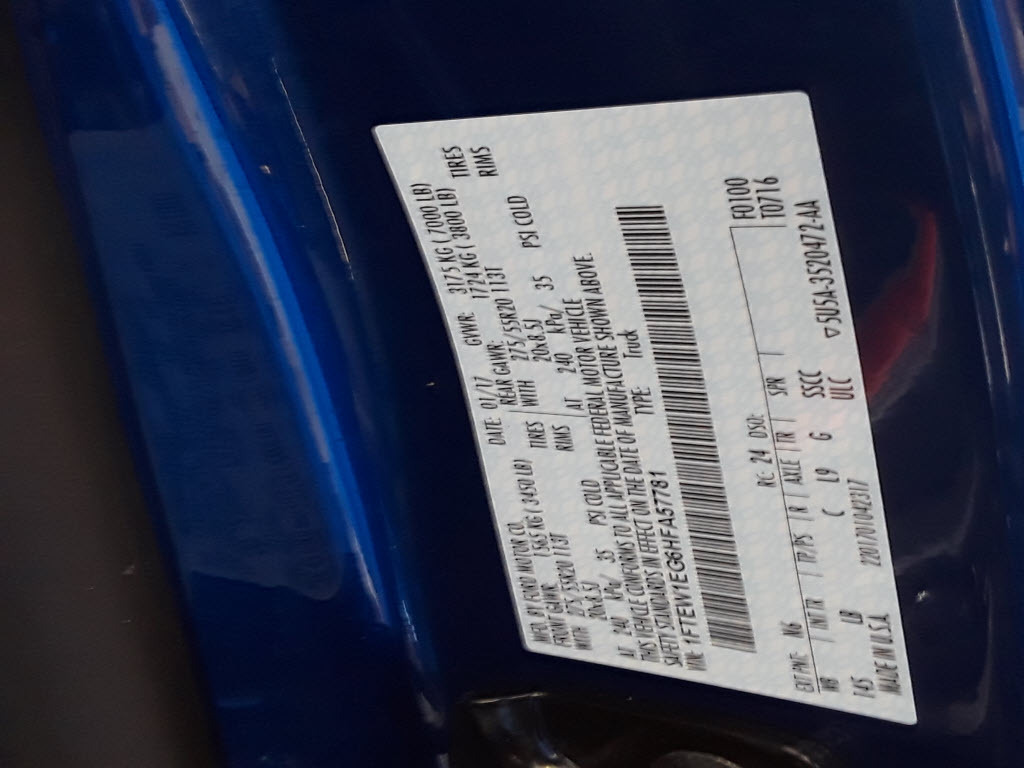 MFD. BY FORD MOTOR CO.
DATE: 01/17 GVWR: 3175 KG ( 7000 LB)
FRONT GAWR: 1565 KG ( 3450 LB) REAR GAWR: 1724 KG ( 3800 LB)
WITH 275/55R20 113T TIRES WITH 275/55R20 113T TIRES
20x8.5J RIMS 20x8.5J RIMS
AT 240 kPa/ 35 PSI COLD AT 240 kPa/ 35 PSI COLD
THIS VEHICLE CONFORMS TO ALL APPLICABLE FEDERAL MOTOR VEHICLE
SAFETY STANDARDS IN EFFECT ON THE DATE OF MANUFACTURE SHOWN ABOVE.
VIN: 1FTEV1EG6HFA57781 TYPE: Truck
EXT PNT: N6 RC: 24 DSO: F0100
WB INT TR TP/PS R AXLE TR SPR T0716
145 LB C L9 G SSCC
ULC
MADE IN U.S.A. 2201701042317 ▽5U5A-3520472-AA